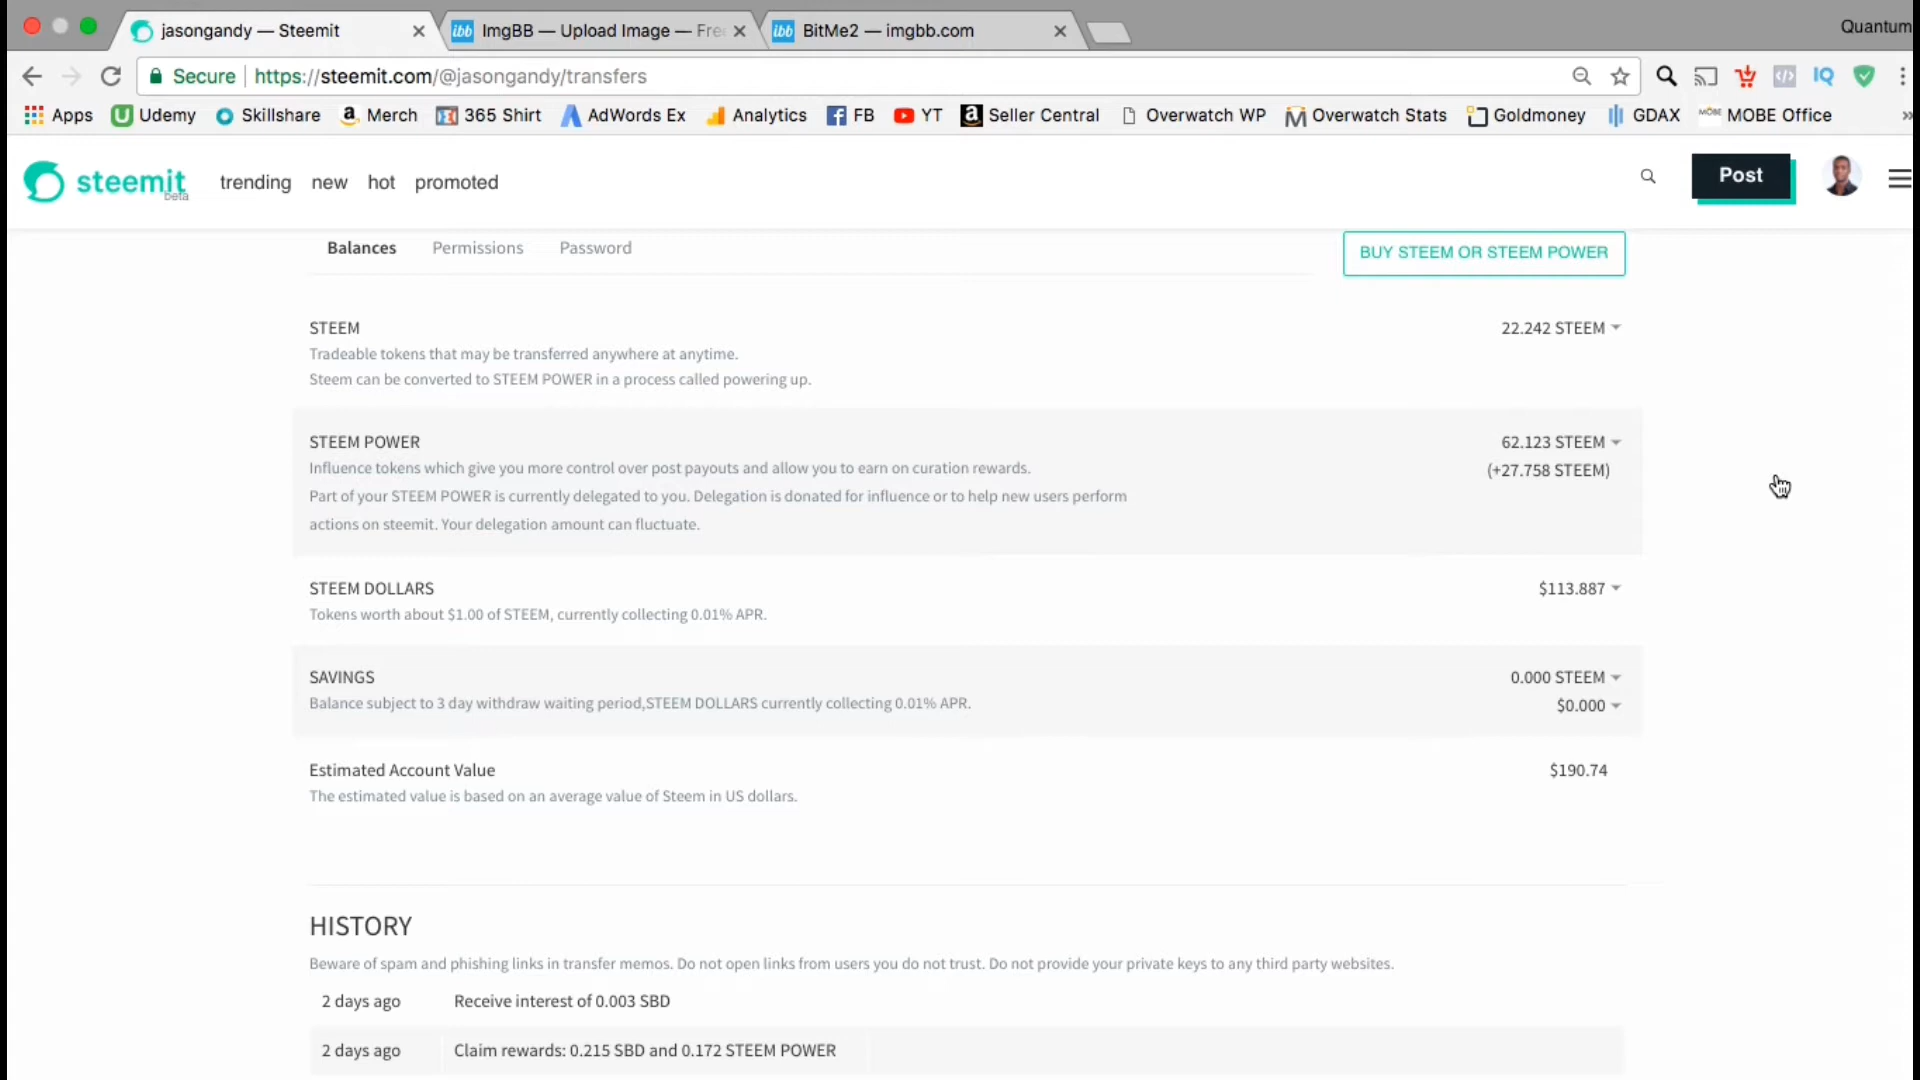 jasongandy — Steemit
ImgBB — Upload Image — Fre
BitMe2 — imgbb.com
Quantum
Secure
https://steemit.com/@jasongandy/transfers
IQ
Apps
Udemy
Skillshare
Merch
365 Shirt
AdWords Ex
Analytics
FB
YT
Seller Central
Overwatch WP
Overwatch Stats
Goldmoney
GDAX
MOBE Office
steemit
beta
trending
new
hot
promoted
Post
Balances
Permissions
Password
BUY STEEM OR STEEM POWER
STEEM
22.242 STEEM
Tradeable tokens that may be transferred anywhere at anytime.
Steem can be converted to STEEM POWER in a process called powering up.
STEEM POWER
62.123 STEEM
Influence tokens which give you more control over post payouts and allow you to earn on curation rewards.
(+27.758 STEEM)
Part of your STEEM POWER is currently delegated to you. Delegation is donated for influence or to help new users perform
actions on steemit. Your delegation amount can fluctuate.
STEEM DOLLARS
$113.887
Tokens worth about $1.00 of STEEM, currently collecting 0.01% APR.
SAVINGS
0.000 STEEM
Balance subject to 3 day withdraw waiting period,STEEM DOLLARS currently collecting 0.01% APR.
$0.000
Estimated Account Value
$190.74
The estimated value is based on an average value of Steem in US dollars.
HISTORY
Beware of spam and phishing links in transfer memos. Do not open links from users you do not trust. Do not provide your private keys to any third party websites.
2 days ago
Receive interest of 0.003 SBD
2 days ago
Claim rewards: 0.215 SBD and 0.172 STEEM POWER